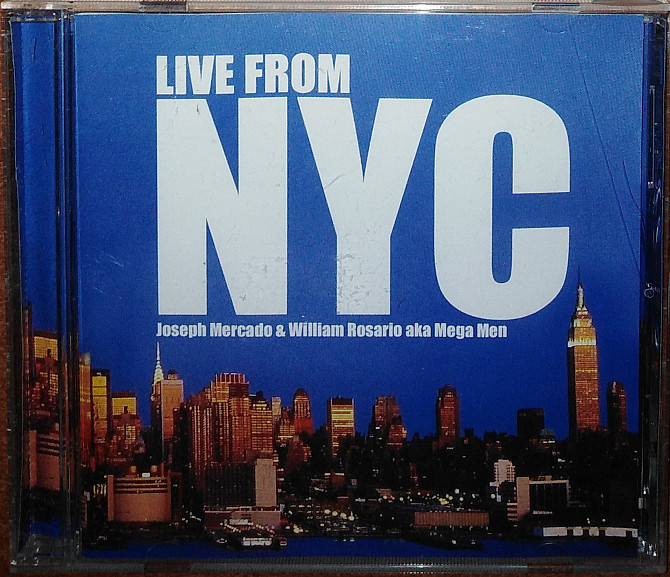 LIVE FROM
NYC
Joseph Mercado & William Rosario aka Mega Men